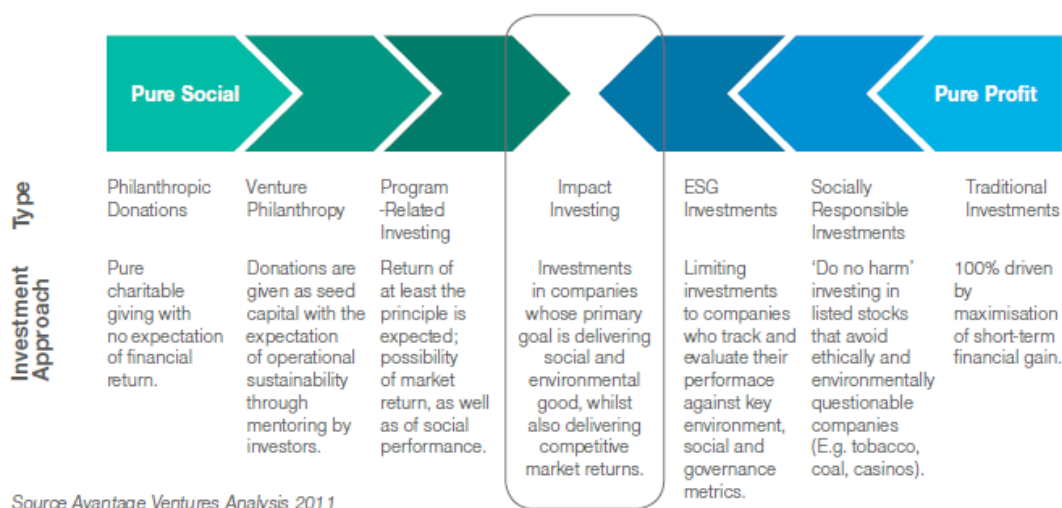 Pure Social
Pure Profit
Type
Philanthropic
Donations
Venture
Philanthropy
Program
-Related
Investing
Impact
Investing
ESG
Investments
Socially
Responsible
Investments
Traditional
Investments
Investment
Approach
Pure
charitable
giving with
no expectation
of financial
return.
Donations are
given as seed
capital with the
expectation
of operational
sustainability
through
mentoring by
investors.
Return of
at least the
principle is
expected;
possibility
of market
return, as well
as of social
performance.
Investments
in companies
whose primary
goal is delivering
social and
environmental
good, whilst
also delivering
competitive
market returns.
Limiting
investments
to companies
who track and
evaluate their
performace
against key
environment,
social and
governance
metrics.
‘Do no harm’
investing in
listed stocks
that avoid
ethically and
environmentally
questionable
companies
(E.g. tobacco,
coal, casinos).
100% driven
by
maximisation
of short-term
financial gain.
Source Avantage Ventures Analysis 2011